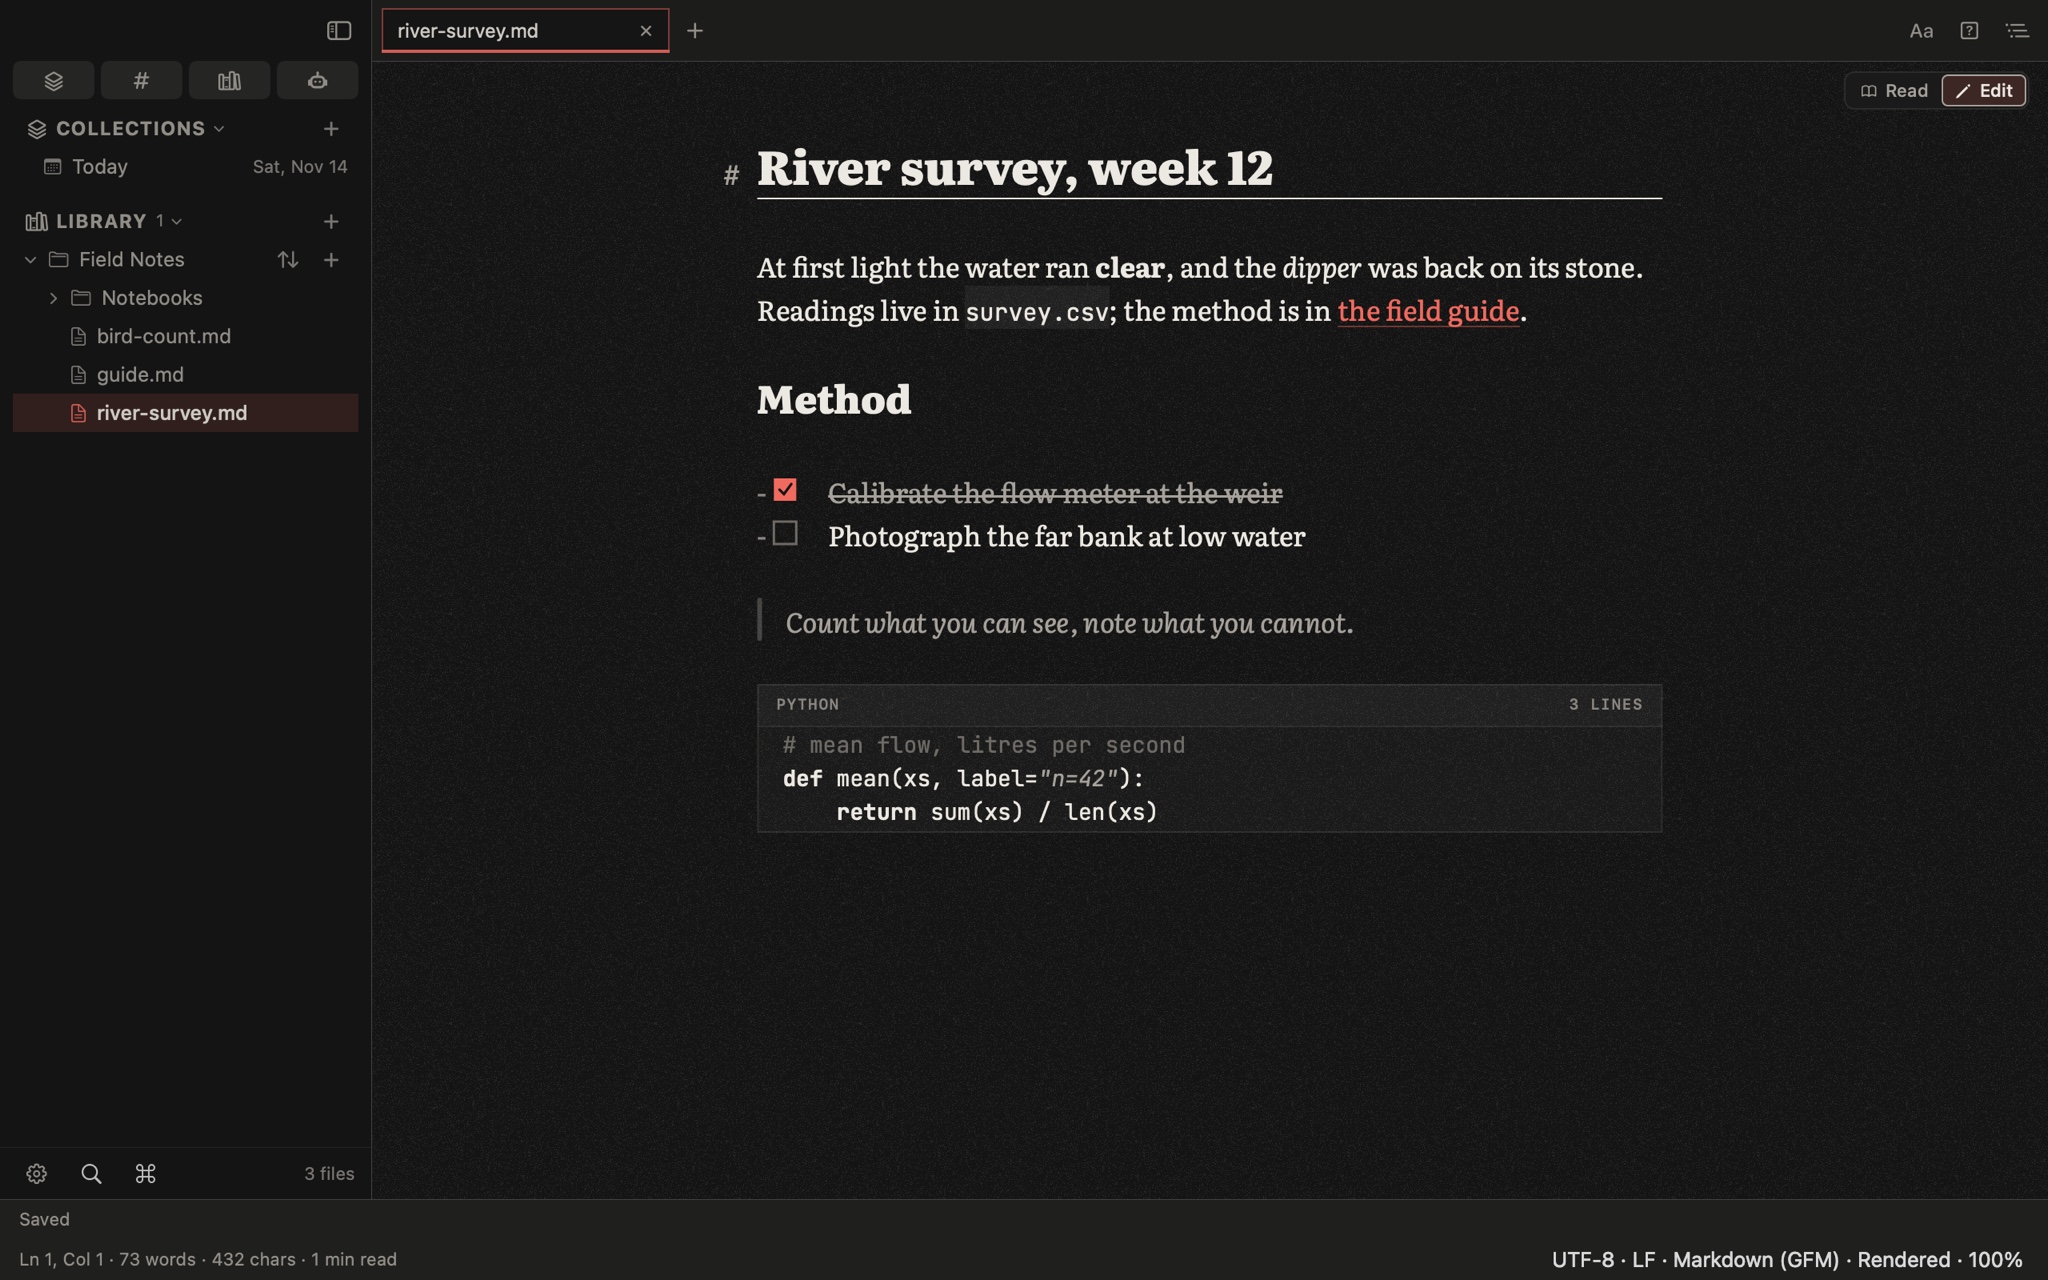 river-survey.md
Aa
Read
Edit
COLLECTIONS
Today Sat, Nov 14
LIBRARY 1
Field Notes
Notebooks
bird-count.md
guide.md
river-survey.md
3 files
# River survey, week 12
At first light the water ran clear, and the dipper was back on its stone.
Readings live in survey.csv; the method is in the field guide.
Method
- Calibrate the flow meter at the weir
- Photograph the far bank at low water
Count what you can see, note what you cannot.
PYTHON 3 LINES
# mean flow, litres per second
def mean(xs, label="n=42"):
    return sum(xs) / len(xs)
Saved
Ln 1, Col 1 · 73 words · 432 chars · 1 min read
UTF-8 · LF · Markdown (GFM) · Rendered · 100%